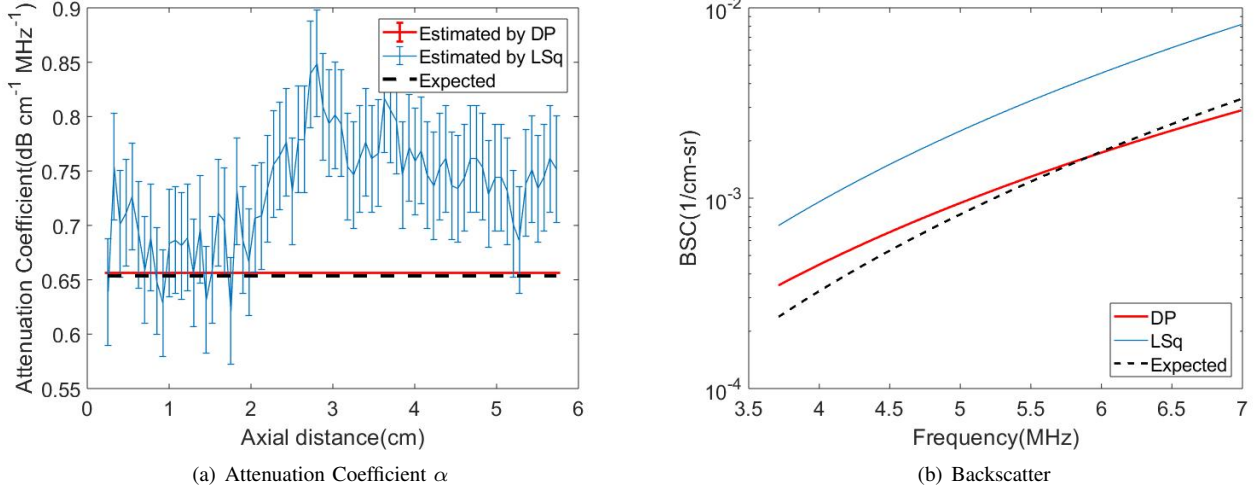 Attenuation Coefficient(dB cm⁻¹ MHz⁻¹)
0.9
0.85
0.8
0.75
0.7
0.65
0.6
0.55
Estimated by DP
Estimated by LSq
Expected
0 1 2 3 4 5 6
Axial distance(cm)
(a) Attenuation Coefficient α
BSC(1/cm-sr)
10⁻²
10⁻³
10⁻⁴
DP
LSq
Expected
3.5 4 4.5 5 5.5 6 6.5 7
Frequency(MHz)
(b) Backscatter